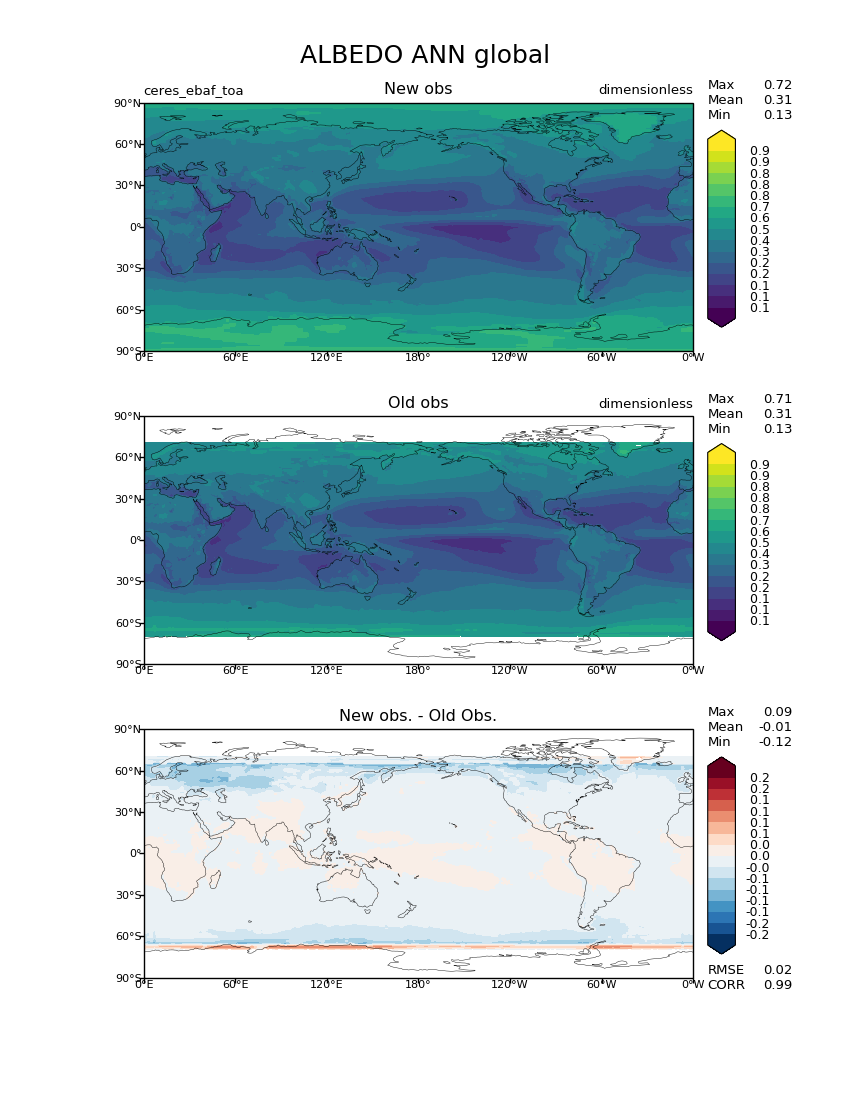 ALBEDO ANN global
ceres_ebaf_toa New obs dimensionless
Max 0.72
Mean 0.31
Min 0.13
90°N
60°N
30°N
0°
30°S
60°S
90°S
0°E 60°E 120°E 180° 120°W 60°W 0°W
0.9
0.9
0.8
0.8
0.8
0.7
0.6
0.5
0.4
0.3
0.2
0.2
0.1
0.1
0.1
Old obs dimensionless
Max 0.71
Mean 0.31
Min 0.13
90°N
60°N
30°N
0°
30°S
60°S
90°S
0°E 60°E 120°E 180° 120°W 60°W 0°W
0.9
0.9
0.8
0.8
0.8
0.7
0.6
0.5
0.4
0.3
0.2
0.2
0.1
0.1
0.1
New obs. - Old Obs.
Max 0.09
Mean -0.01
Min -0.12
90°N
60°N
30°N
0°
30°S
60°S
90°S
0°E 60°E 120°E 180° 120°W 60°W 0°W
0.2
0.2
0.1
0.1
0.1
0.1
0.0
0.0
-0.0
-0.1
-0.1
-0.1
-0.1
-0.2
-0.2
RMSE 0.02
CORR 0.99